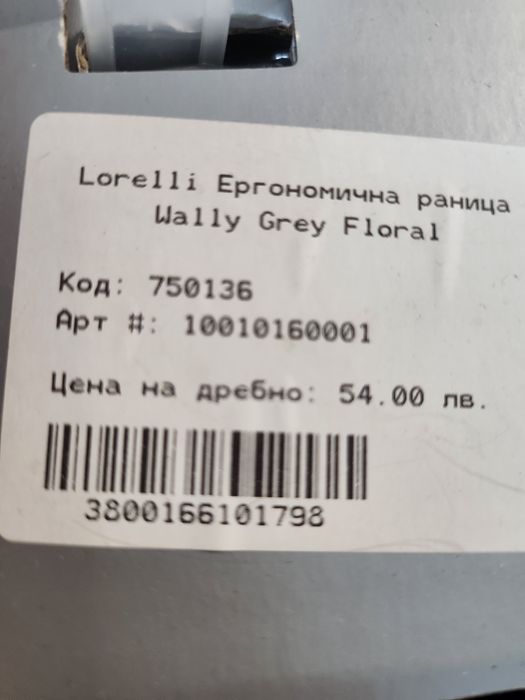 Lorelli Ергономична раница
Wally Grey Floral
Код: 750136
Арт #: 10010160001
Цена на дребно: 54.00 лв.
3800166101798